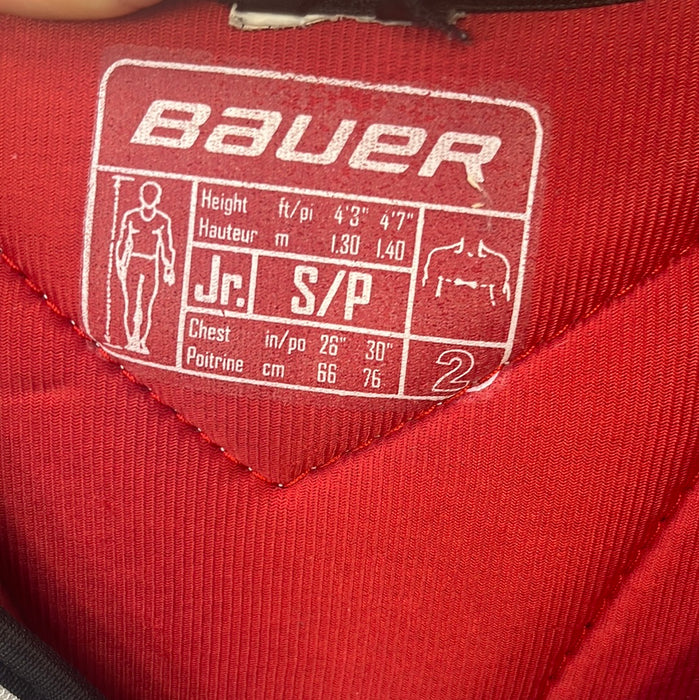 BAUER
Height ft/pi 4'3" 4'7"
Hauteur m 1.30 1.40
Jr. S/P
Chest in/po 26" 30"
Poitrine cm 66 76
2